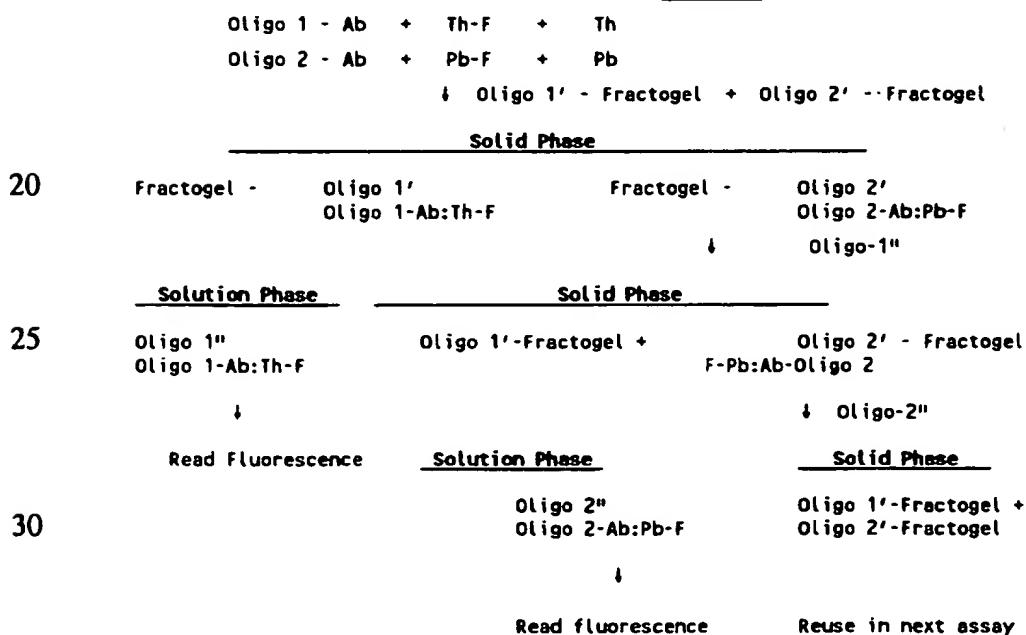 Oligo 1 - Ab + Th-F + Th
Oligo 2 - Ab + Pb-F + Pb
↓ Oligo 1' - Fractogel + Oligo 2' - Fractogel
Solid Phase
20 Fractogel - Oligo 1' Fractogel - Oligo 2'
Oligo 1-Ab:Th-F Oligo 2-Ab:Pb-F
↓ Oligo-1"
Solution Phase Solid Phase
25 Oligo 1" Oligo 1'-Fractogel + Oligo 2' - Fractogel
Oligo 1-Ab:Th-F F-Pb:Ab-Oligo 2
↓ ↓ Oligo-2"
Read Fluorescence Solution Phase Solid Phase
30 Oligo 2" Oligo 1'-Fractogel +
Oligo 2-Ab:Pb-F Oligo 2'-Fractogel
↓
Read fluorescence Reuse in next assay